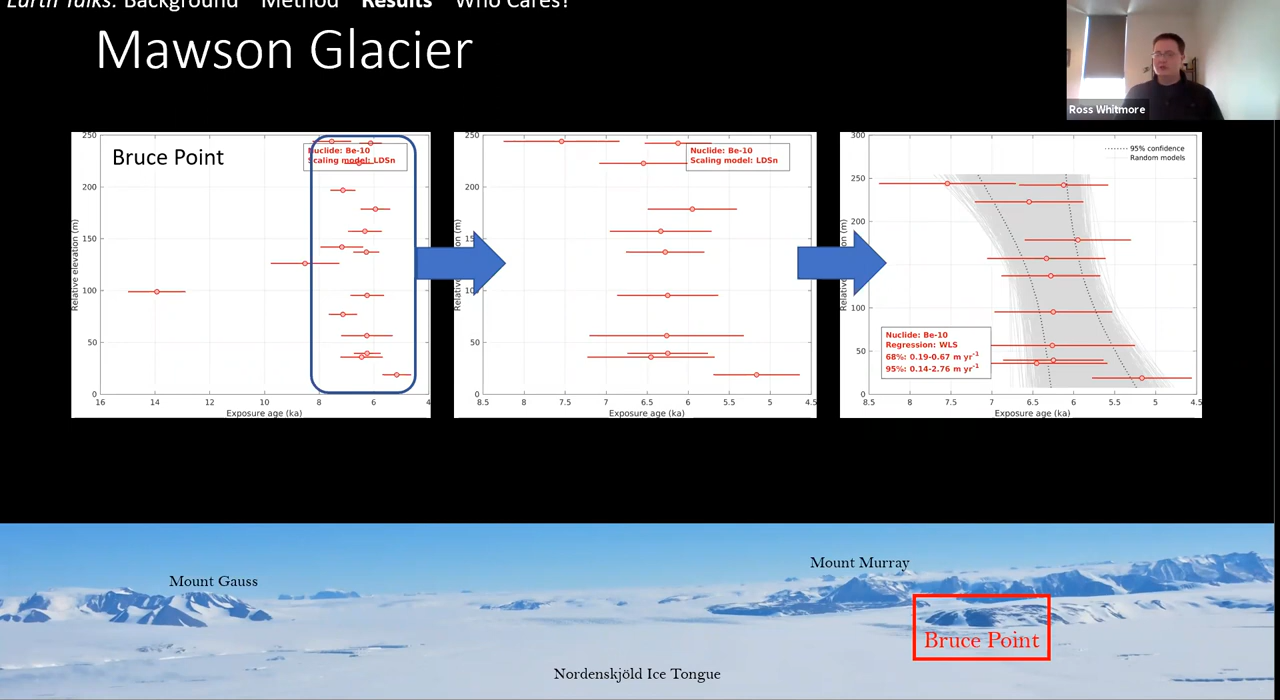 Earth Talks: Background Method Results Who Cares?
Mawson Glacier
Ross Whitmore
Bruce Point
Nuclide: Be-10
Scaling model: LDSn
Relative elevation (m)
250
200
150
100
50
0
16 14 12 10 8 6 4
Exposure age (ka)
Nuclide: Be-10
Scaling model: LDSn
250
200
150
100
50
0
8.5 8 7.5 7 6.5 6 5.5 5 4.5
Exposure age (ka)
95% confidence
Random models
Nuclide: Be-10
Regression: WLS
68%: 0.19-0.67 m yr-1
95%: 0.14-2.76 m yr-1
300
250
200
150
100
50
0
8.5 8 7.5 7 6.5 6 5.5 5 4.5
Exposure age (ka)
Mount Gauss
Mount Murray
Bruce Point
Nordenskjöld Ice Tongue